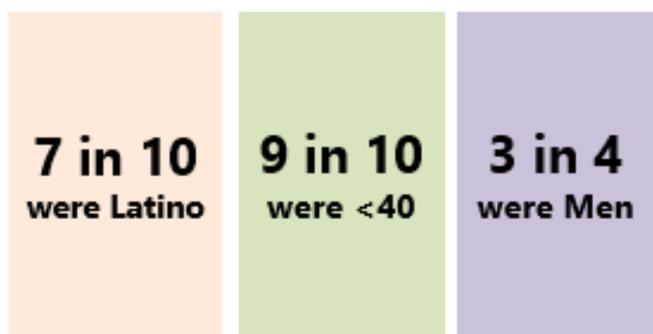 7 in 10
were Latino
9 in 10
were <40
3 in 4
were Men